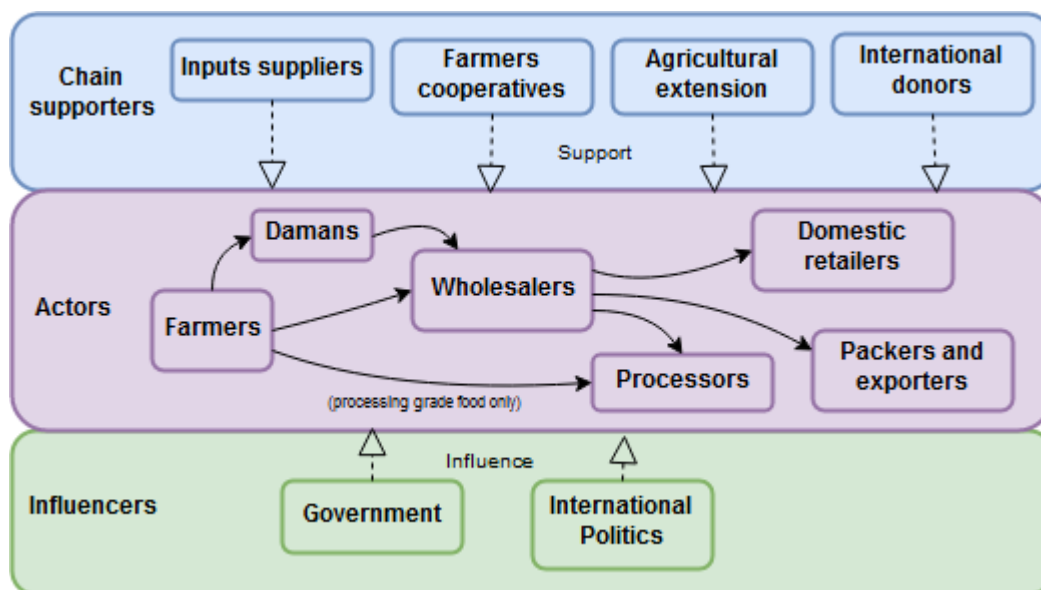 Chain
supporters
Inputs suppliers
Farmers
cooperatives
Agricultural
extension
International
donors
Support
Actors
Damans
Farmers
Wholesalers
Domestic
retailers
Processors
Packers and
exporters
(processing grade food only)
Influencers
Influence
Government
International
Politics